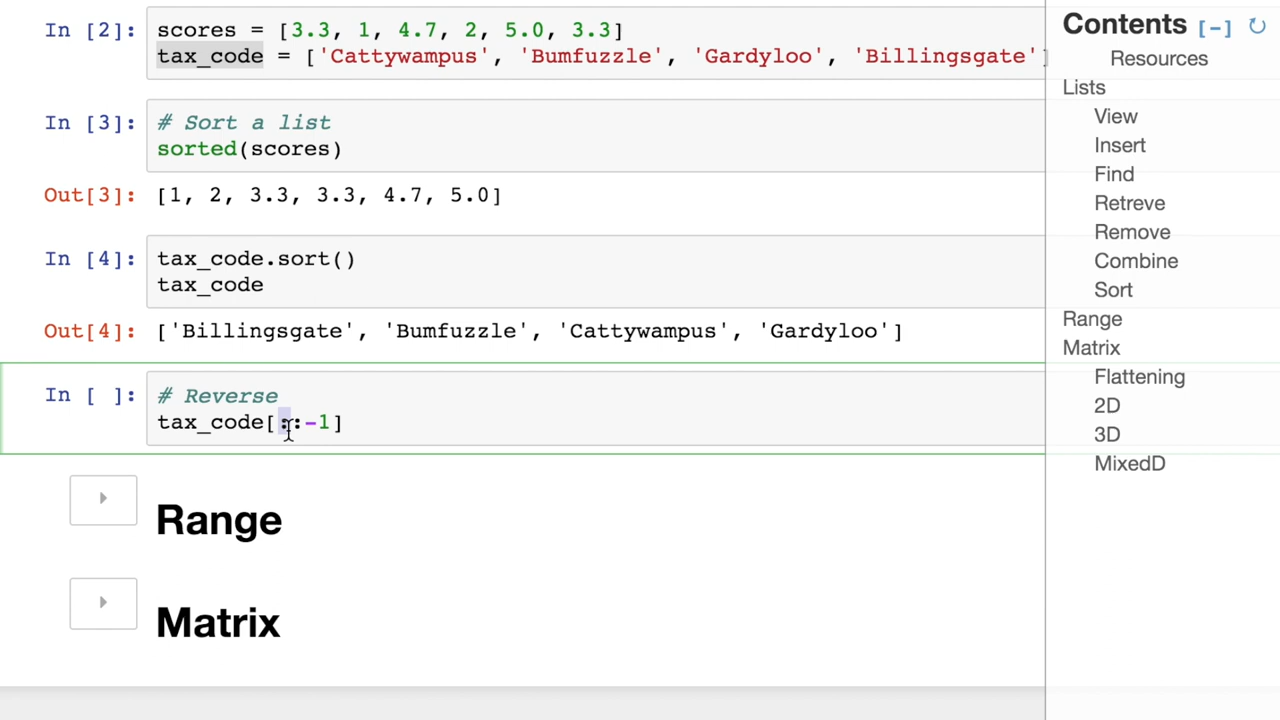 In [2]: scores = [3.3, 1, 4.7, 2, 5.0, 3.3]
tax_code = ['Cattywampus', 'Bumfuzzle', 'Gardyloo', 'Billingsgate']
In [3]: # Sort a list
sorted(scores)
Out[3]: [1, 2, 3.3, 3.3, 4.7, 5.0]
In [4]: tax_code.sort()
tax_code
Out[4]: ['Billingsgate', 'Bumfuzzle', 'Cattywampus', 'Gardyloo']
In [ ]: # Reverse
tax_code[::-1]
Range
Matrix
Contents [-] ↻
Resources
Lists
View
Insert
Find
Retreve
Remove
Combine
Sort
Range
Matrix
Flattening
2D
3D
MixedD